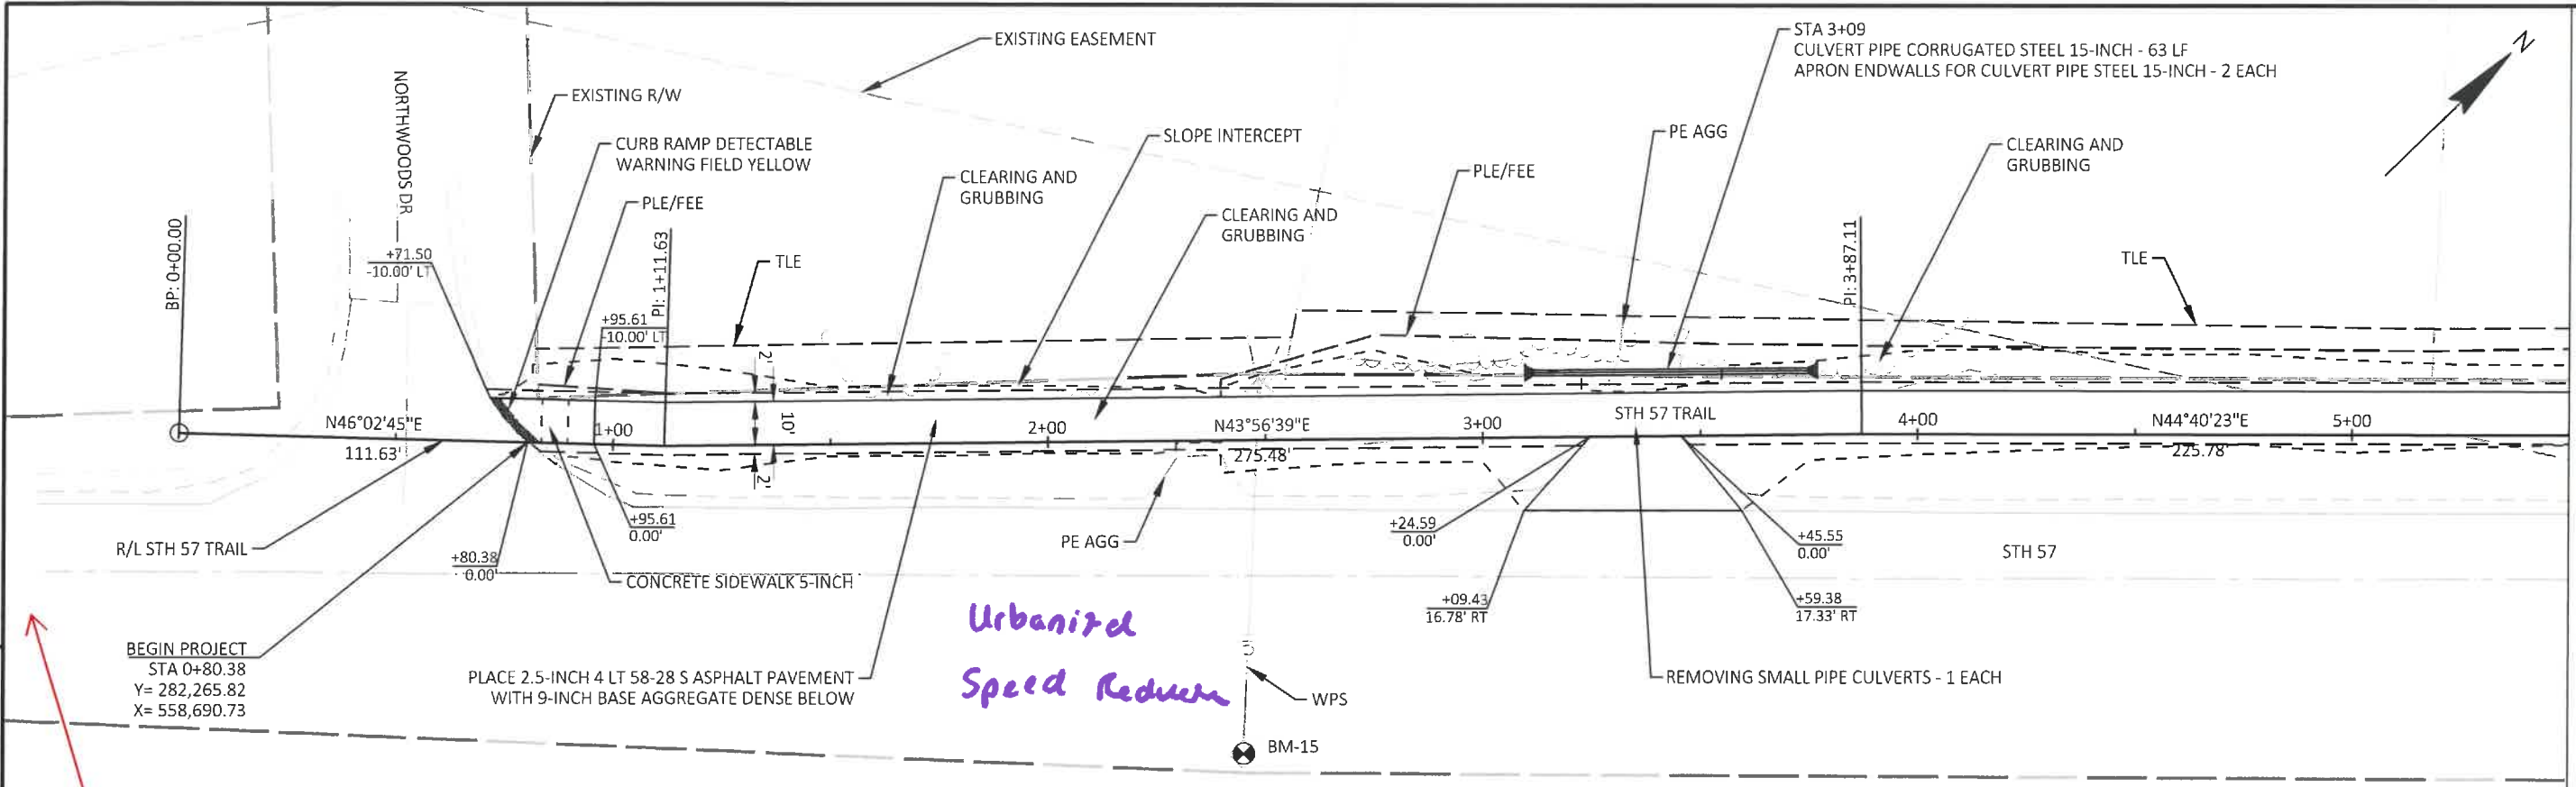 EXISTING EASEMENT
STA 3+09
CULVERT PIPE CORRUGATED STEEL 15-INCH - 63 LF
APRON ENDWALLS FOR CULVERT PIPE STEEL 15-INCH - 2 EACH
N
NORTHWOODS DR
EXISTING R/W
CURB RAMP DETECTABLE
WARNING FIELD YELLOW
SLOPE INTERCEPT
PE AGG
CLEARING AND
GRUBBING
PLE/FEE
CLEARING AND
GRUBBING
PLE/FEE
CLEARING AND
GRUBBING
BP: 0+00.00
+71.50
-10.00' LT
PI: 1+11.63
TLE
PI: 3+87.11
TLE
+95.61
-10.00' LT
2'
10'
2'
N46°02'45"E
111.63'
1+00
2+00
N43°56'39"E
275.48'
3+00
STH 57 TRAIL
4+00
N44°40'23"E
225.78'
5+00
R/L STH 57 TRAIL
+80.38
0.00'
+95.61
0.00'
PE AGG
+24.59
0.00'
+45.55
0.00'
STH 57
CONCRETE SIDEWALK 5-INCH
+09.43
16.78' RT
+59.38
17.33' RT
BEGIN PROJECT
STA 0+80.38
Y= 282,265.82
X= 558,690.73
PLACE 2.5-INCH 4 LT 58-28 S ASPHALT PAVEMENT
WITH 9-INCH BASE AGGREGATE DENSE BELOW
Urbanized
Speed
WPS
BM-15
REMOVING SMALL PIPE CULVERTS - 1 EACH